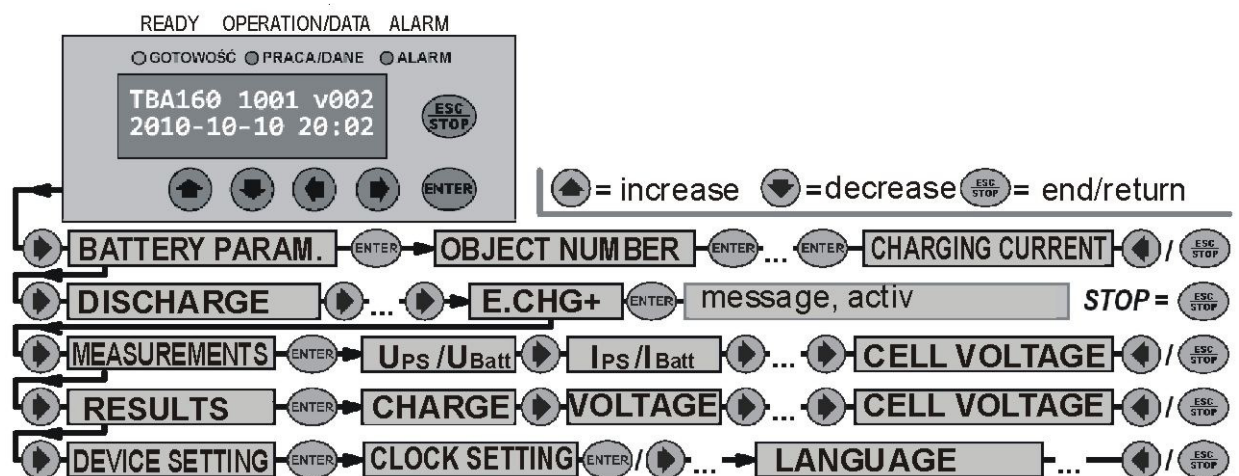 READY OPERATION/DATA ALARM
GOTOWOŚĆ PRACA/DANE ALARM
TBA160 1001 v002
2010-10-10 20:02
ESC
STOP
ENTER
= increase =decrease ESC STOP = end/return
BATTERY PARAM. ENTER OBJECT NUMBER ENTER ... ENTER CHARGING CURRENT / ESC STOP
DISCHARGE ... E.CHG+ ENTER message, activ STOP = ESC STOP
MEASUREMENTS ENTER UPS/UBatt IPS/IBatt ... CELL VOLTAGE / ESC STOP
RESULTS ENTER CHARGE VOLTAGE ... CELL VOLTAGE / ESC STOP
DEVICE SETTING ENTER CLOCK SETTING ENTER / ... LANGUAGE ... / ESC STOP